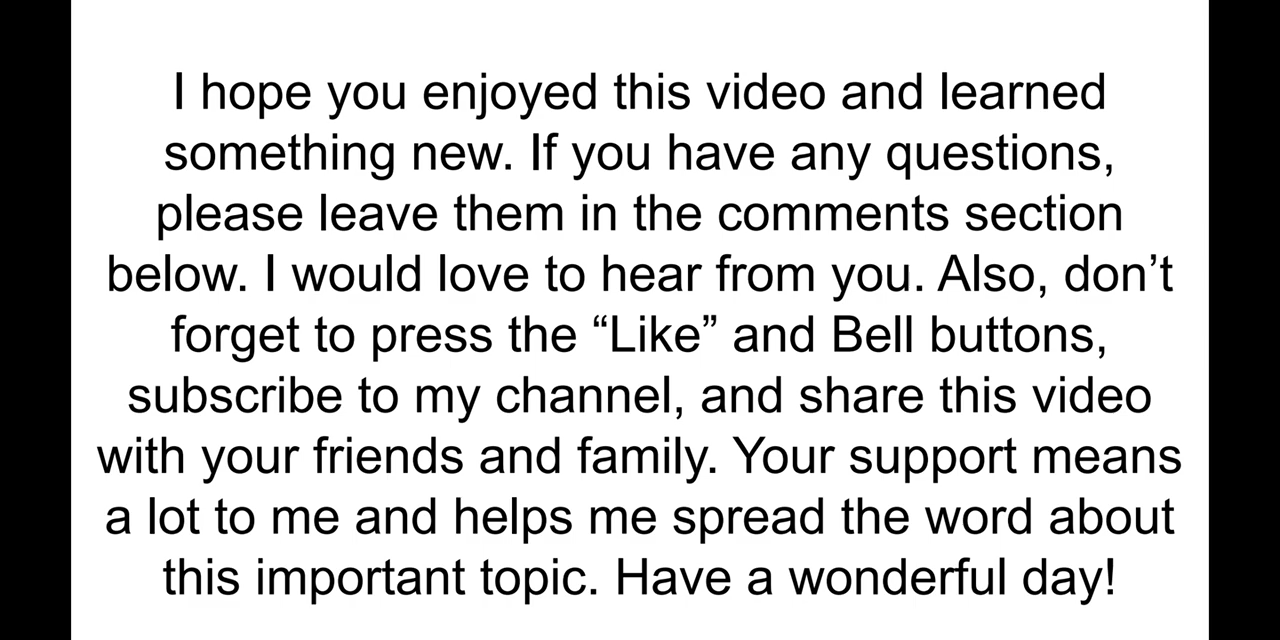 I hope you enjoyed this video and learned
something new. If you have any questions,
please leave them in the comments section
below. I would love to hear from you. Also, don’t
forget to press the “Like” and Bell buttons,
subscribe to my channel, and share this video
with your friends and family. Your support means
a lot to me and helps me spread the word about
this important topic. Have a wonderful day!